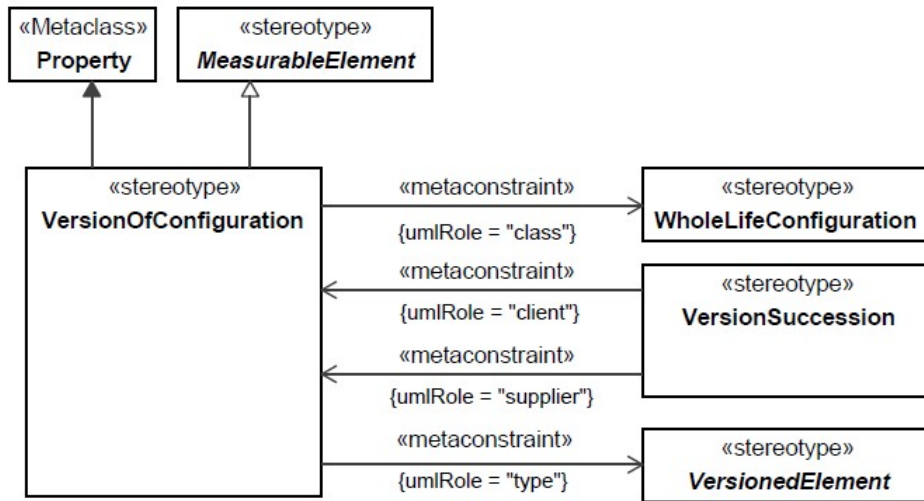 «Metaclass»
Property
«stereotype»
MeasurableElement
«stereotype»
VersionOfConfiguration
«metaconstraint»
{umlRole = "class"}
«stereotype»
WholeLifeConfiguration
«metaconstraint»
{umlRole = "client"}
«stereotype»
VersionSuccession
«metaconstraint»
{umlRole = "supplier"}
«metaconstraint»
{umlRole = "type"}
«stereotype»
VersionedElement